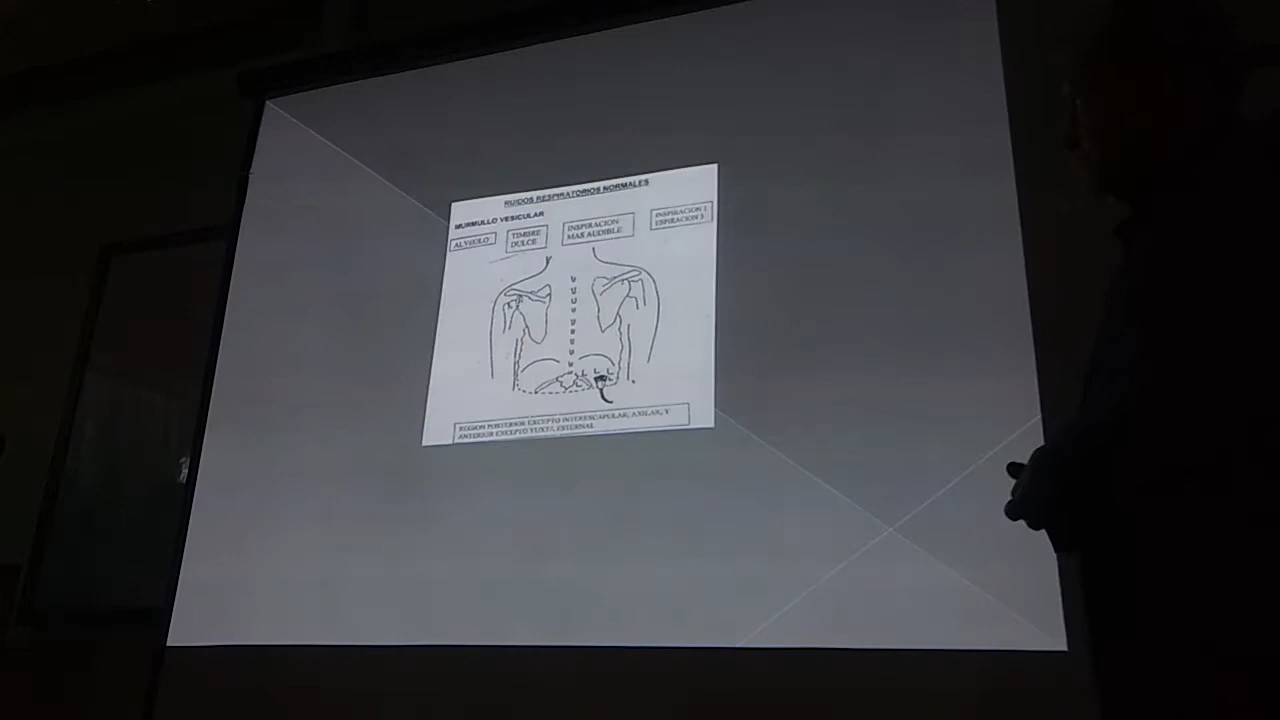 RUIDOS RESPIRATORIOS NORMALES
MURMULLO VESICULAR
ALVEOLO
TIMBRE
DULCE
INSPIRACION
MAS AUDIBLE
INSPIRACION 1
ESPIRACION 3
REGION POSTERIOR EXCEPTO INTERESCAPULAR, AXILAR, Y
ANTERIOR EXCEPTO YUXTA, ESTERNAL